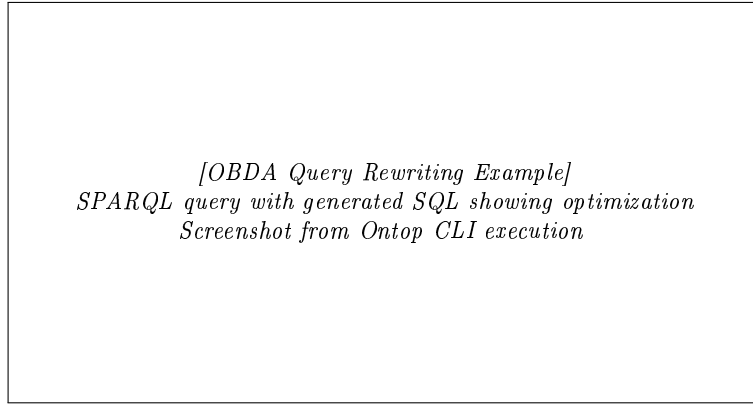 [OBDA Query Rewriting Example]
SPARQL query with generated SQL showing optimization
Screenshot from Ontop CLI execution